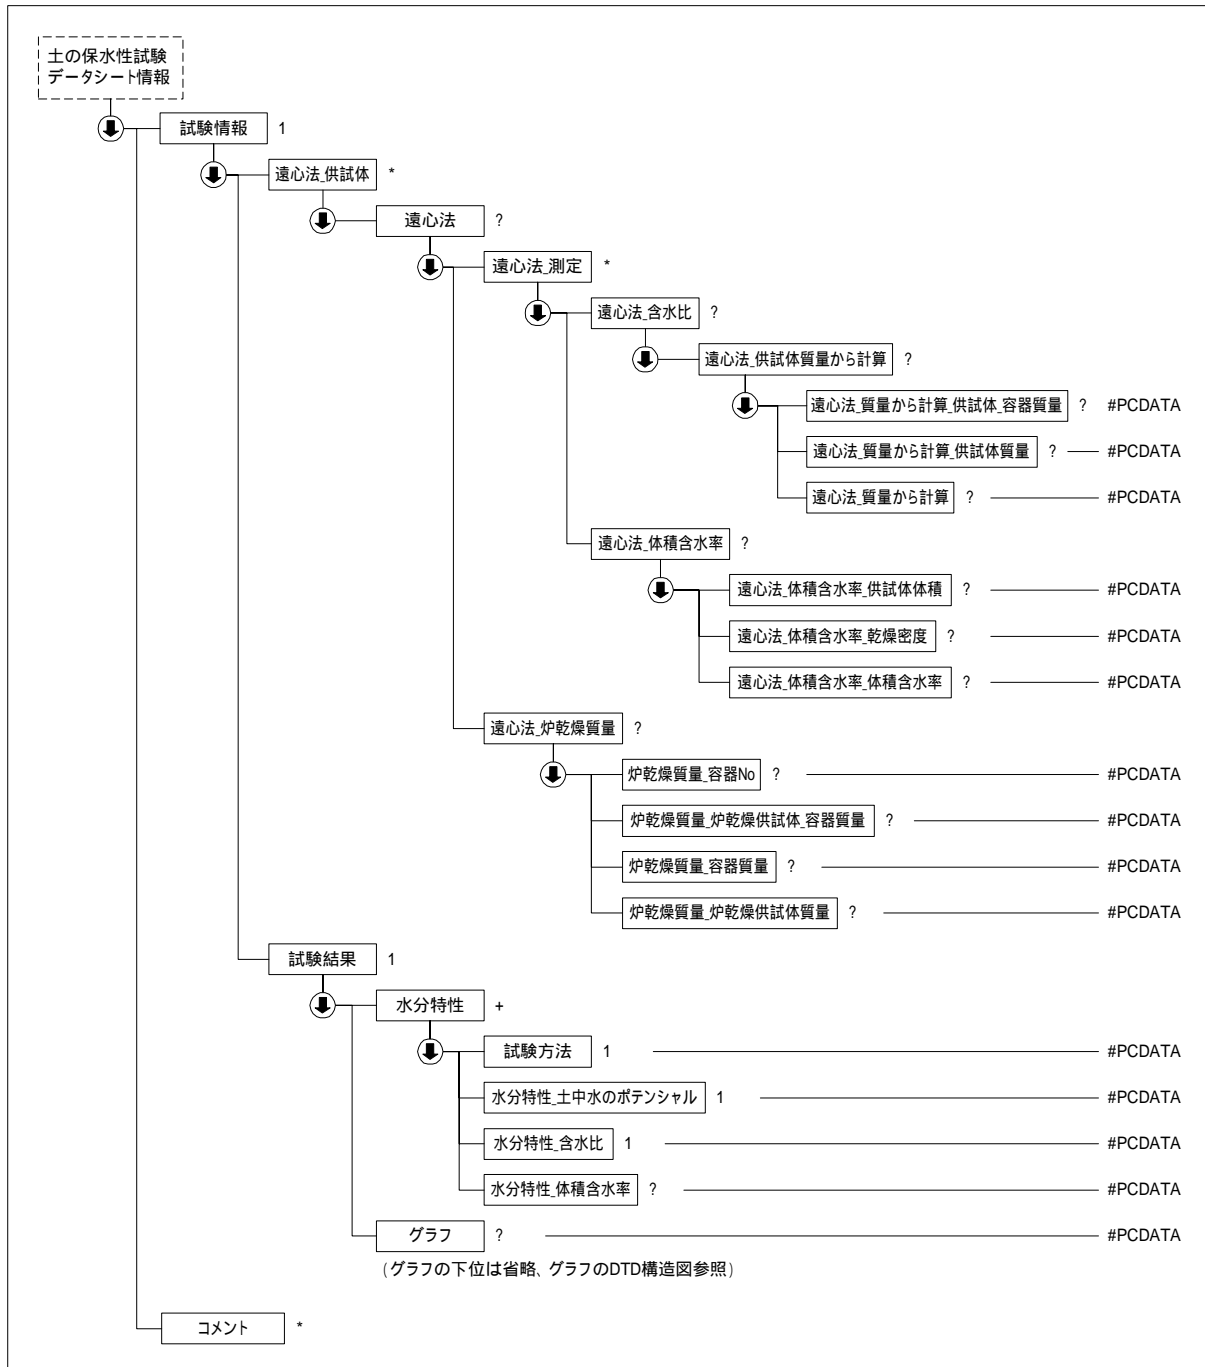 土の保水性試験
データシート情報
試験情報 1
遠心法_供試体 *
遠心法 ?
遠心法_測定 *
遠心法_含水比 ?
遠心法_供試体質量から計算 ?
遠心法_質量から計算_供試体_容器質量 ? #PCDATA
遠心法_質量から計算_供試体質量 ? #PCDATA
遠心法_質量から計算 ? #PCDATA
遠心法_体積含水率 ?
遠心法_体積含水率_供試体体積 ? #PCDATA
遠心法_体積含水率_乾燥密度 ? #PCDATA
遠心法_体積含水率_体積含水率 ? #PCDATA
遠心法_炉乾燥質量 ?
炉乾燥質量_容器No ? #PCDATA
炉乾燥質量_炉乾燥供試体_容器質量 ? #PCDATA
炉乾燥質量_容器質量 ? #PCDATA
炉乾燥質量_炉乾燥供試体質量 ? #PCDATA
試験結果 1
水分特性 +
試験方法 1 #PCDATA
水分特性_土中水のポテンシャル 1 #PCDATA
水分特性_含水比 1 #PCDATA
水分特性_体積含水率 ? #PCDATA
グラフ ? #PCDATA
(グラフの下位は省略、グラフのDTD構造図参照)
コメント *